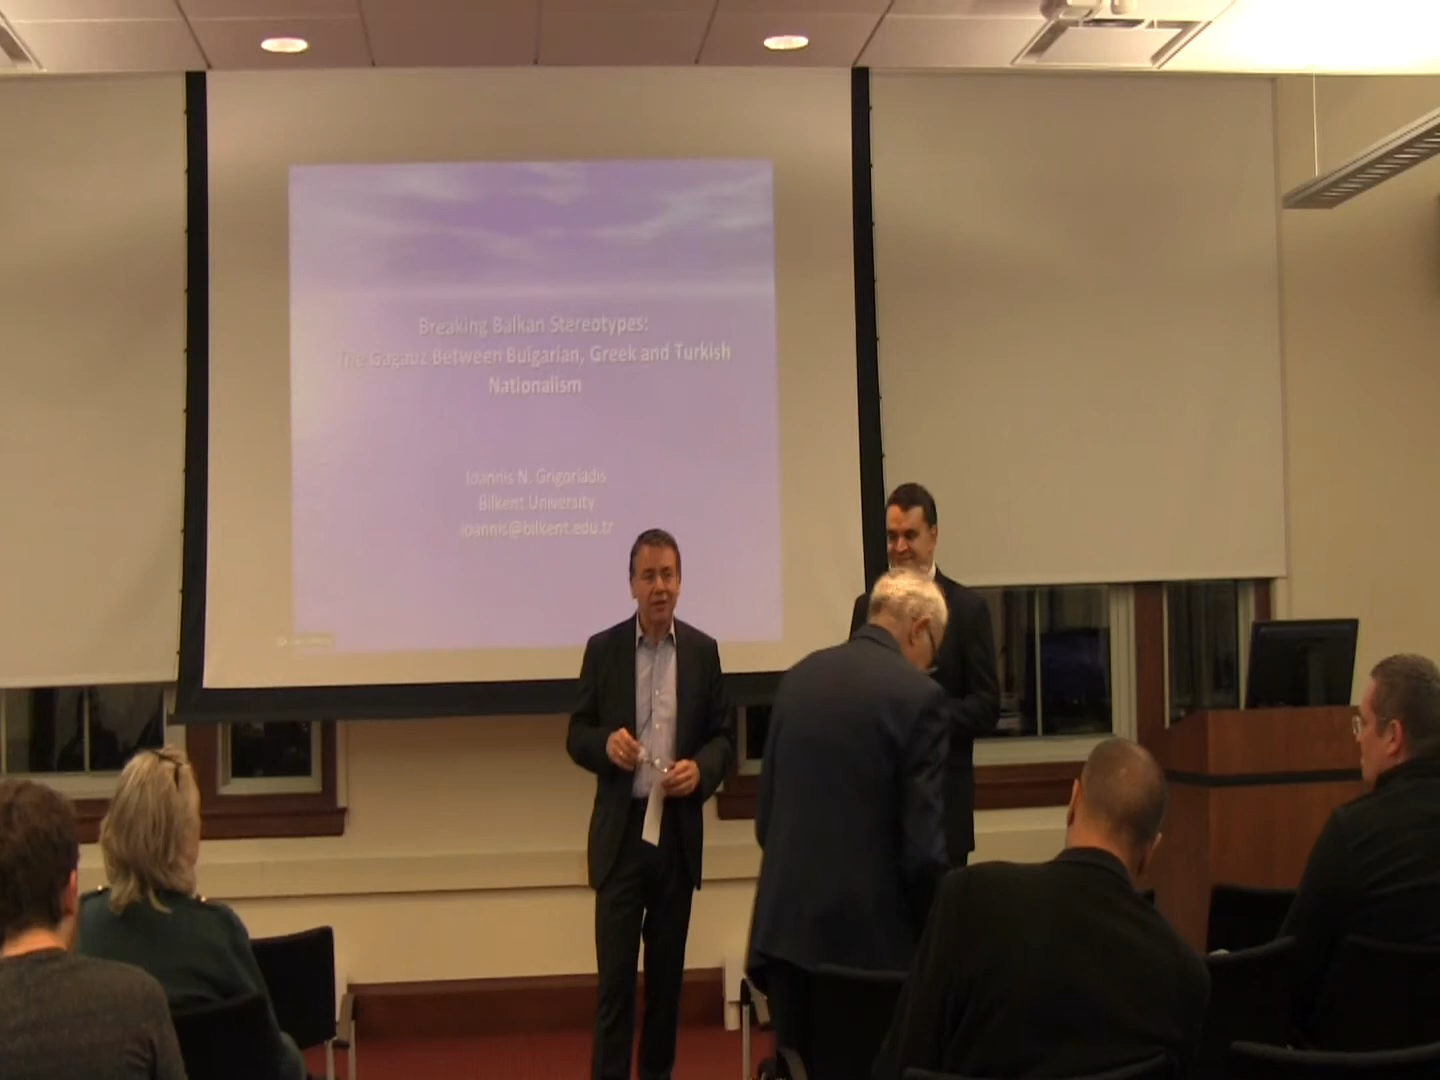 Breaking Balkan Stereotypes:
The Gagauz Between Bulgarian, Greek and Turkish
Nationalism
Ioannis N. Grigoriadis
Bilkent University
ioannis@bilkent.edu.tr